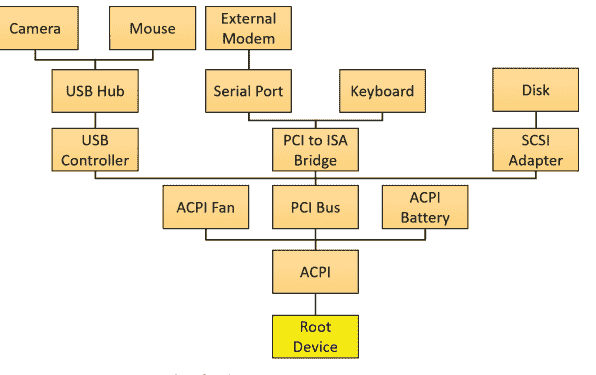 Camera
Mouse
External
Modem
USB Hub
Serial Port
Keyboard
Disk
USB
Controller
PCI to ISA
Bridge
SCSI
Adapter
ACPI Fan
PCI Bus
ACPI
Battery
ACPI
Root
Device